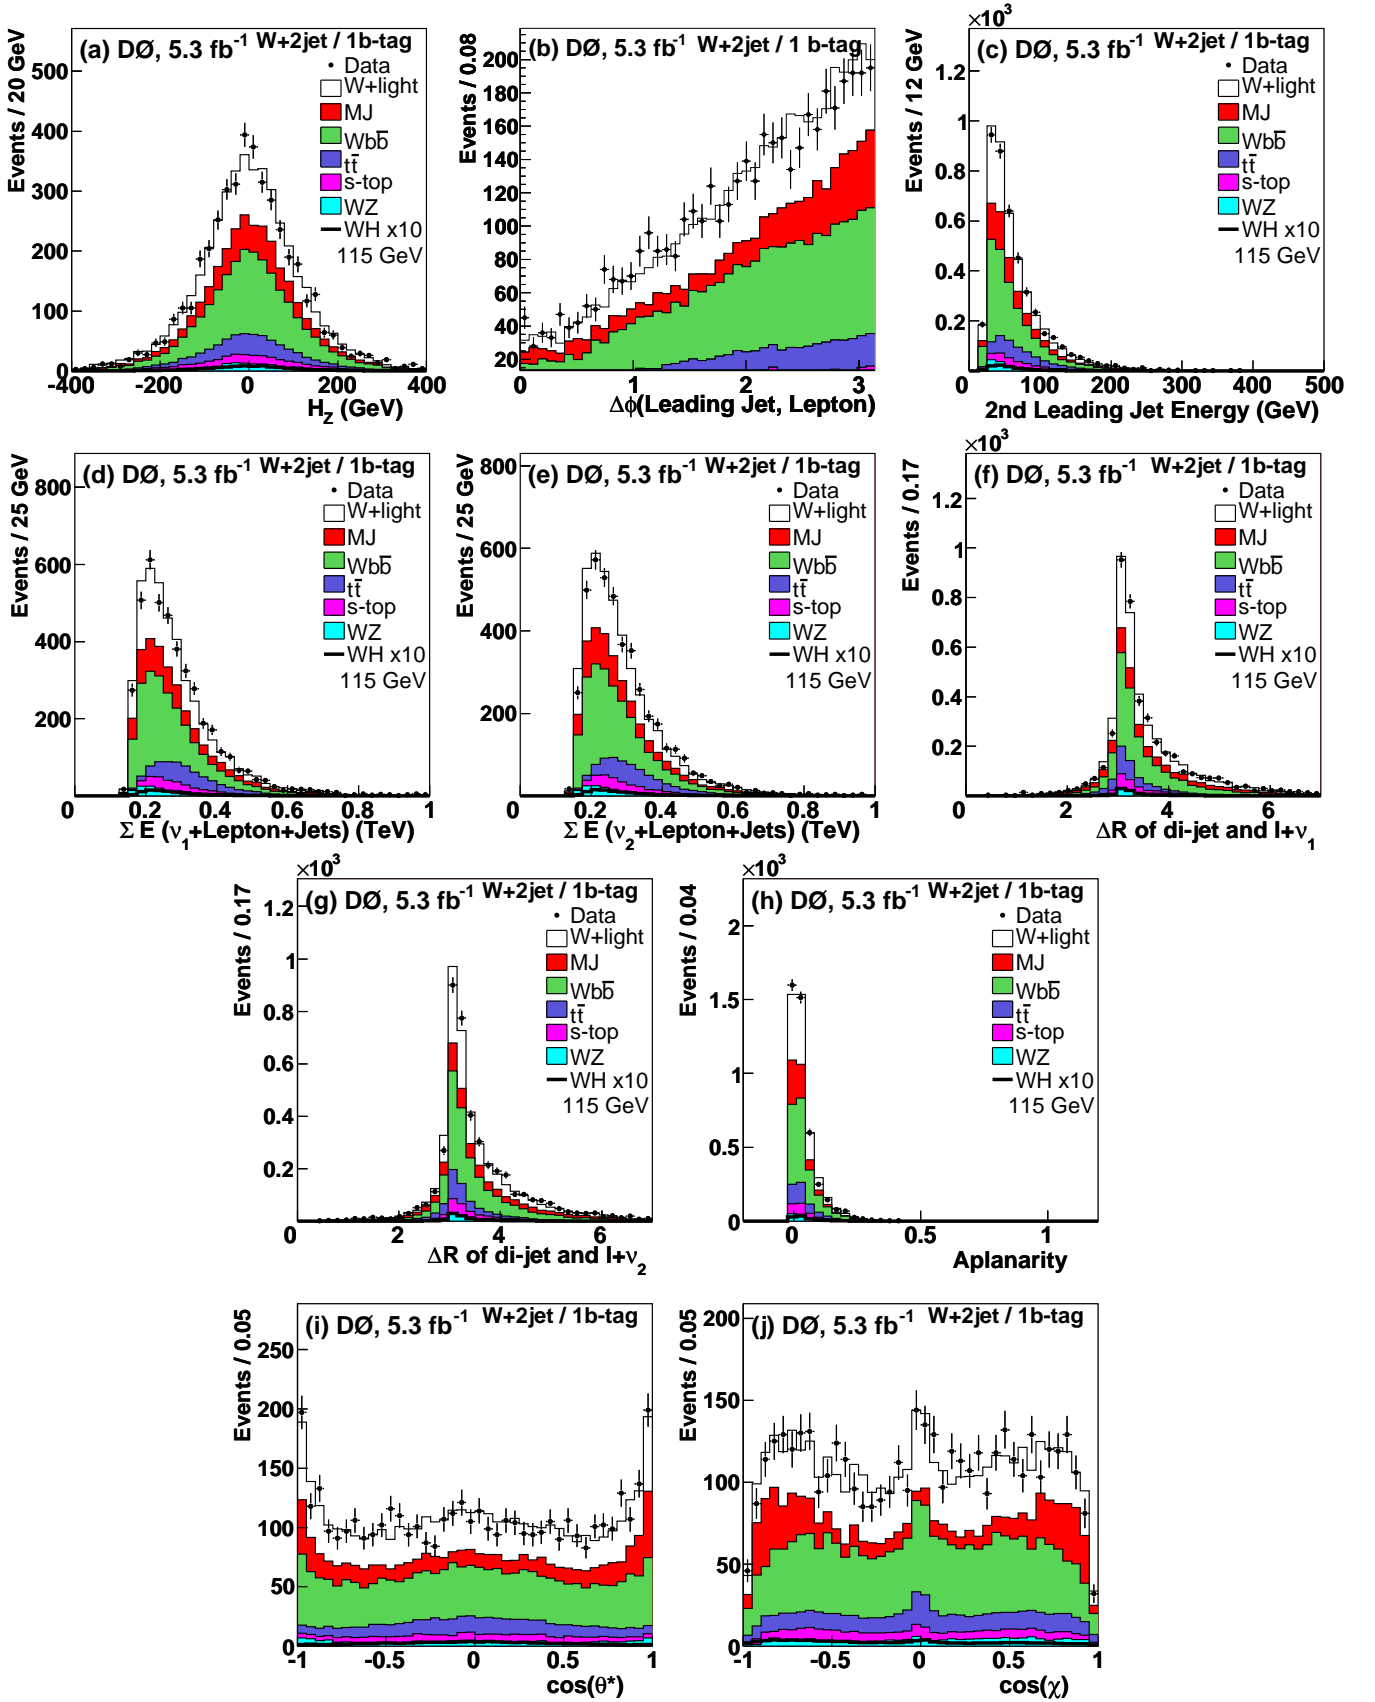 (a) DØ, 5.3 fb-1 W+2jet / 1b-tag
Events / 20 GeV
Data
W+light
MJ
Wbb̅
tt̅
s-top
WZ
WH x10
115 GeV
500
400
300
200
100
0
-400 -200 0 200 400
H_Z (GeV)
(b) DØ, 5.3 fb-1 W+2jet / 1 b-tag
Events / 0.08
200
180
160
140
120
100
80
60
40
20
0 1 2 3
Δϕ(Leading Jet, Lepton)
×10³
(c) DØ, 5.3 fb-1 W+2jet / 1b-tag
Events / 12 GeV
Data
W+light
MJ
Wbb̅
tt̅
s-top
WZ
WH x10
115 GeV
1.2
1
0.8
0.6
0.4
0.2
0 100 200 300 400 500
2nd Leading Jet Energy (GeV)
(d) DØ, 5.3 fb-1 W+2jet / 1b-tag
Events / 25 GeV
Data
W+light
MJ
Wbb̅
tt̅
s-top
WZ
WH x10
115 GeV
800
600
400
200
0 0.2 0.4 0.6 0.8 1
Σ E (ν₁+Lepton+Jets) (TeV)
(e) DØ, 5.3 fb-1 W+2jet / 1b-tag
Events / 25 GeV
Data
W+light
MJ
Wbb̅
tt̅
s-top
WZ
WH x10
115 GeV
800
600
400
200
0 0.2 0.4 0.6 0.8 1
Σ E (ν₂+Lepton+Jets) (TeV)
×10³
(f) DØ, 5.3 fb-1 W+2jet / 1b-tag
Events / 0.17
Data
W+light
MJ
Wbb̅
tt̅
s-top
WZ
WH x10
115 GeV
1.2
1
0.8
0.6
0.4
0.2
0 2 4 6
ΔR of di-jet and l+ν₁
×10³
(g) DØ, 5.3 fb-1 W+2jet / 1b-tag
Events / 0.17
Data
W+light
MJ
Wbb̅
tt̅
s-top
WZ
WH x10
115 GeV
1.2
1
0.8
0.6
0.4
0.2
0 2 4 6
ΔR of di-jet and l+ν₂
×10³
(h) DØ, 5.3 fb-1 W+2jet / 1b-tag
Events / 0.04
Data
W+light
MJ
Wbb̅
tt̅
s-top
WZ
WH x10
115 GeV
2
1.5
1
0.5
0
0 0.5 1
Aplanarity
(i) DØ, 5.3 fb-1 W+2jet / 1b-tag
Events / 0.05
250
200
150
100
50
0
-1 -0.5 0 0.5 1
cos(θ*)
(j) DØ, 5.3 fb-1 W+2jet / 1b-tag
Events / 0.05
200
150
100
50
0
-1 -0.5 0 0.5 1
cos(χ)